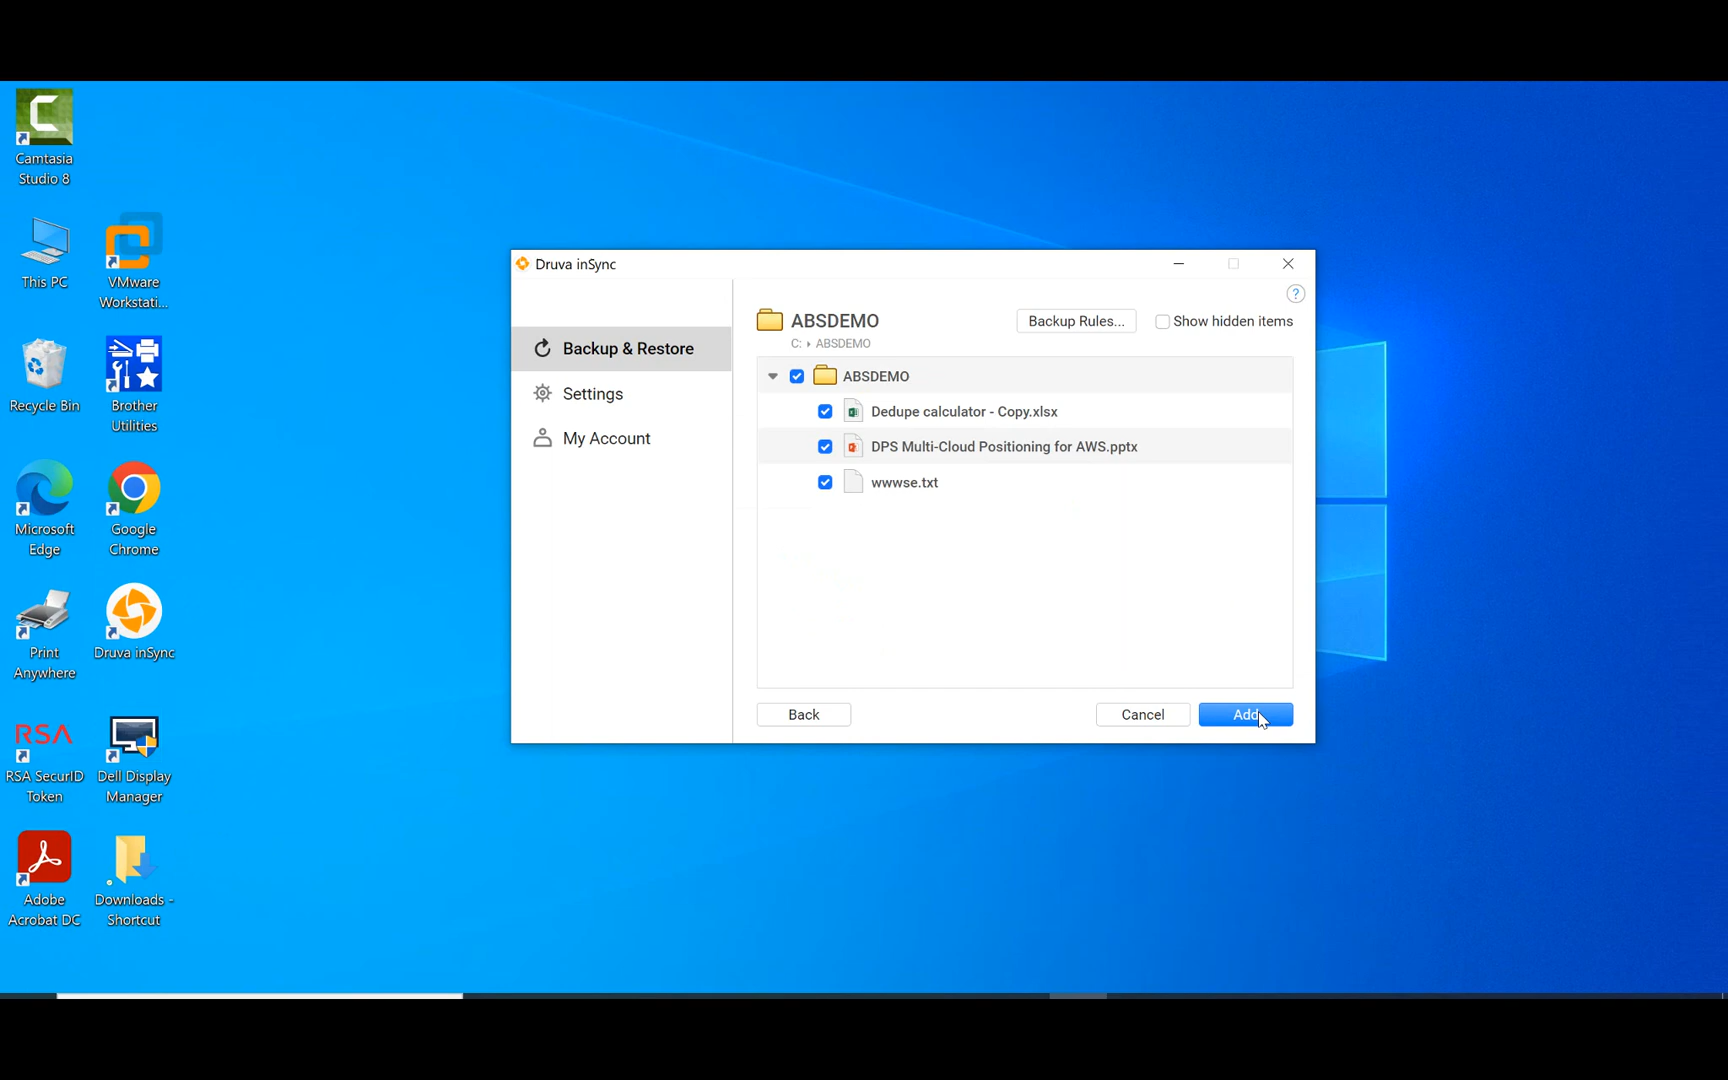 Camtasia
Studio 8
This PC
VMware
Workstati...
Recycle Bin
Brother
Utilities
Microsoft
Edge
Google
Chrome
Print
Anywhere
Druva inSync
RSA
RSA SecurID
Token
Dell Display
Manager
Adobe
Acrobat DC
Downloads -
Shortcut
Druva inSync
?
Backup & Restore
Settings
My Account
ABSDEMO
C: ▸ ABSDEMO
Backup Rules...
Show hidden items
ABSDEMO
Dedupe calculator - Copy.xlsx
DPS Multi-Cloud Positioning for AWS.pptx
wwwse.txt
Back
Cancel
Add